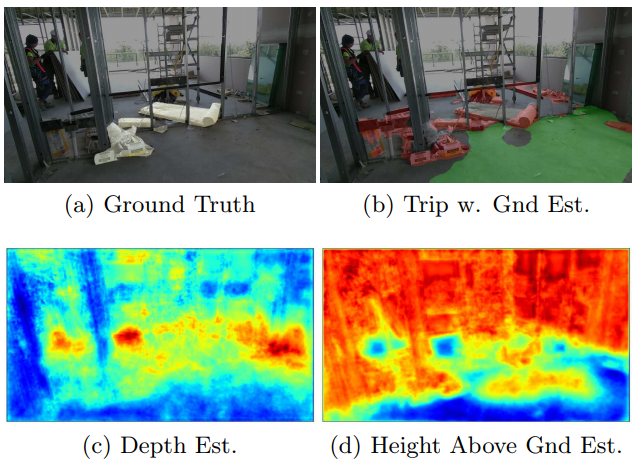 (a) Ground Truth
(b) Trip w. Gnd Est.
(c) Depth Est.
(d) Height Above Gnd Est.